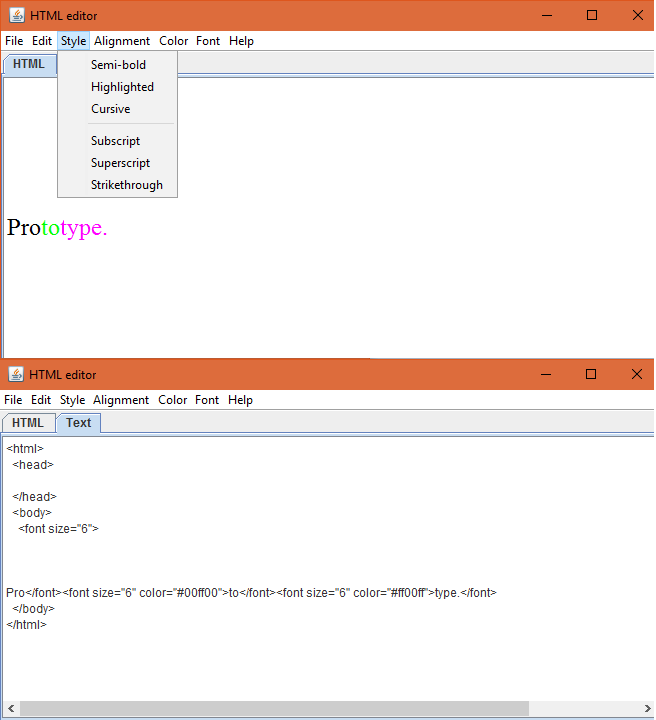 HTML editor
File Edit Style Alignment Color Font Help
HTML
Semi-bold
Highlighted
Cursive
Subscript
Superscript
Strikethrough
Prototype.
HTML editor
File Edit Style Alignment Color Font Help
HTML Text
<html>
<head>
</head>
<body>
<font size="6">
Pro</font><font size="6" color="#00ff00">to</font><font size="6" color="#ff00ff">type.</font>
</body>
</html>